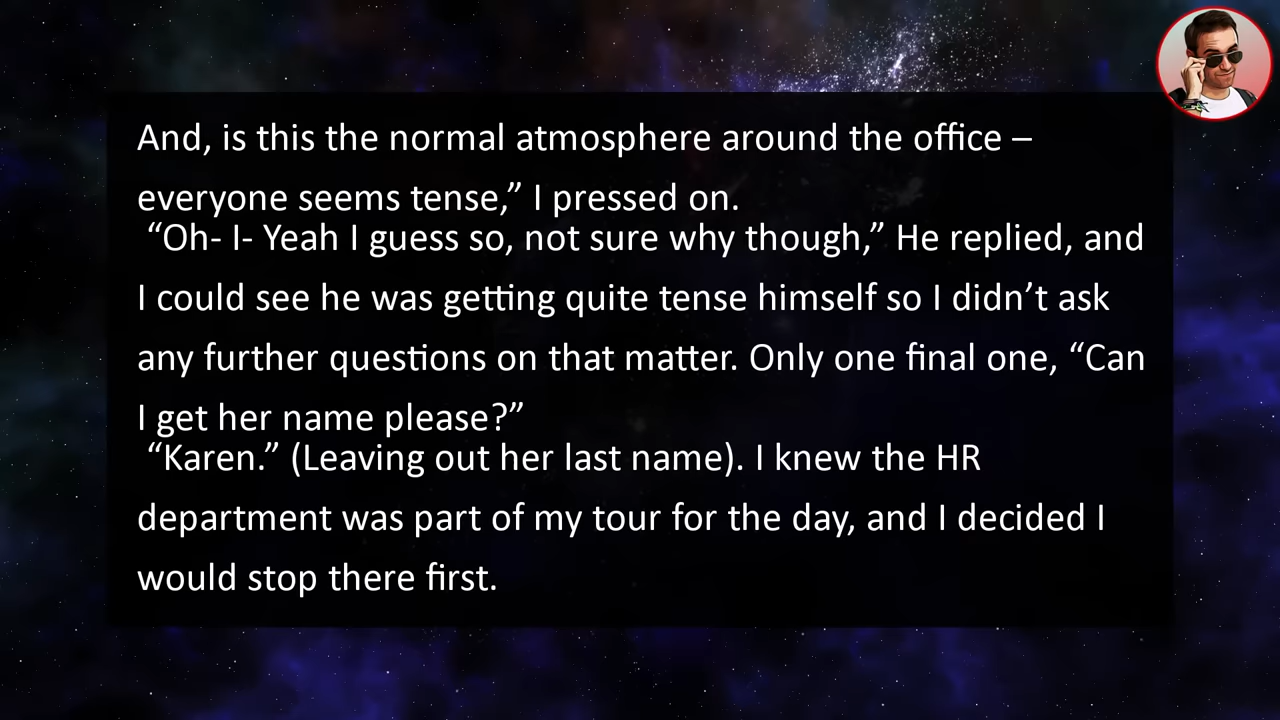 And, is this the normal atmosphere around the office –
everyone seems tense,” I pressed on.
“Oh- I- Yeah I guess so, not sure why though,” He replied, and
I could see he was getting quite tense himself so I didn’t ask
any further questions on that matter. Only one final one, “Can
I get her name please?”
“Karen.” (Leaving out her last name). I knew the HR
department was part of my tour for the day, and I decided I
would stop there first.